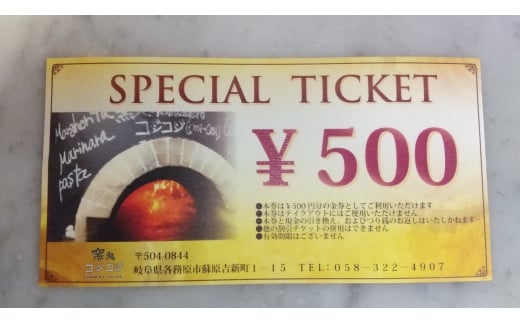 SPECIAL TICKET
Margherita
Marinara
pasta
コジコジ
¥500
●本券は¥500円分の金券としてご利用いただけます
●本券はテイクアウトにはご使用いただけません
●本券と現金の引き換え、およびつり銭のお返しはいたしかねます
●他の割引チケットの併用はできません
●有効期限はございません
窯丸
コジコジ
〒504-0844
岐阜県各務原市蘇原吉新町1-15 TEL:058-322-4907